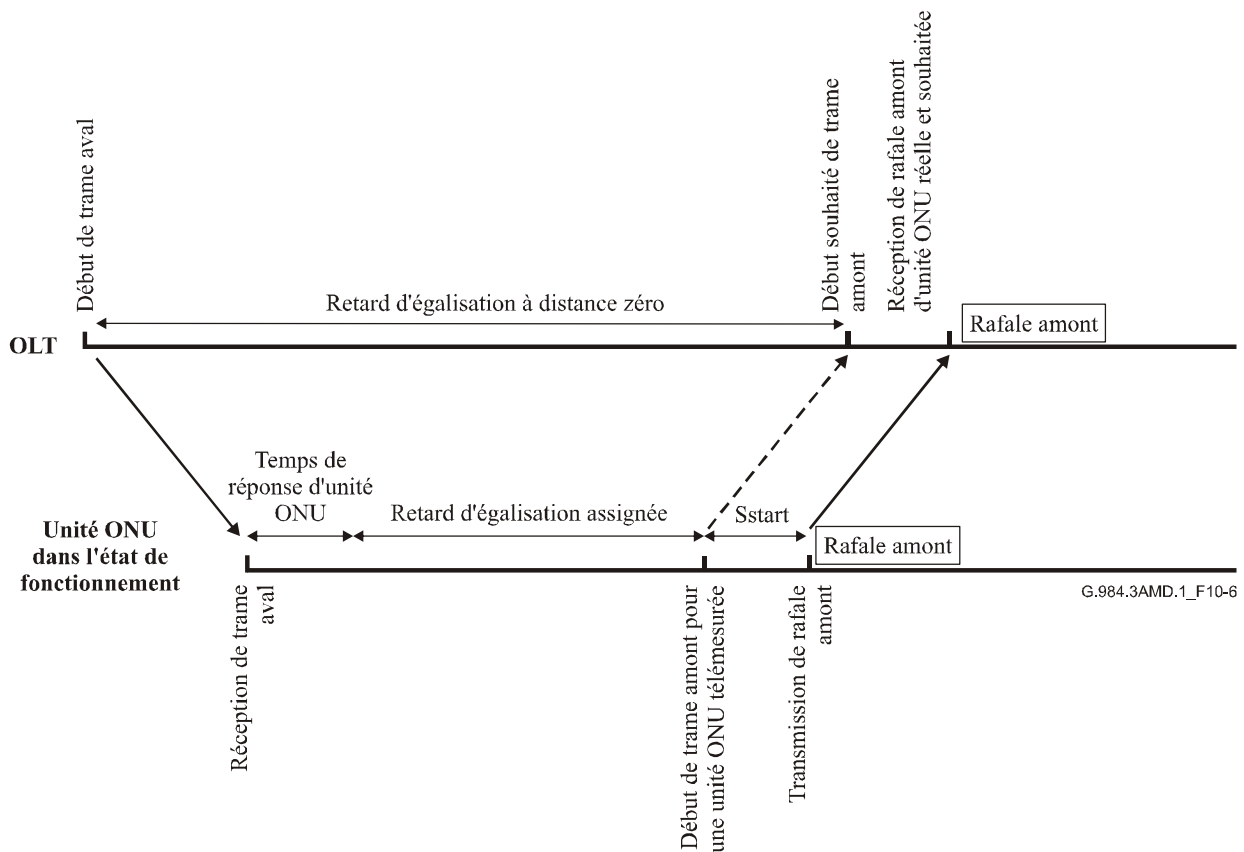 Début de trame aval
Début souhaité de trame
amont
Réception de rafale amont
d'unité ONU réelle et souhaitée
Retard d'égalisation à distance zéro
Rafale amont
OLT
Temps de
réponse d'unité
ONU
Retard d'égalisation assignée
Sstart
Unité ONU
dans l'état de
fonctionnement
Rafale amont
G.984.3AMD.1_F10-6
Réception de trame
aval
Début de trame amont pour
une unité ONU télémesurée
Transmission de rafale
amont